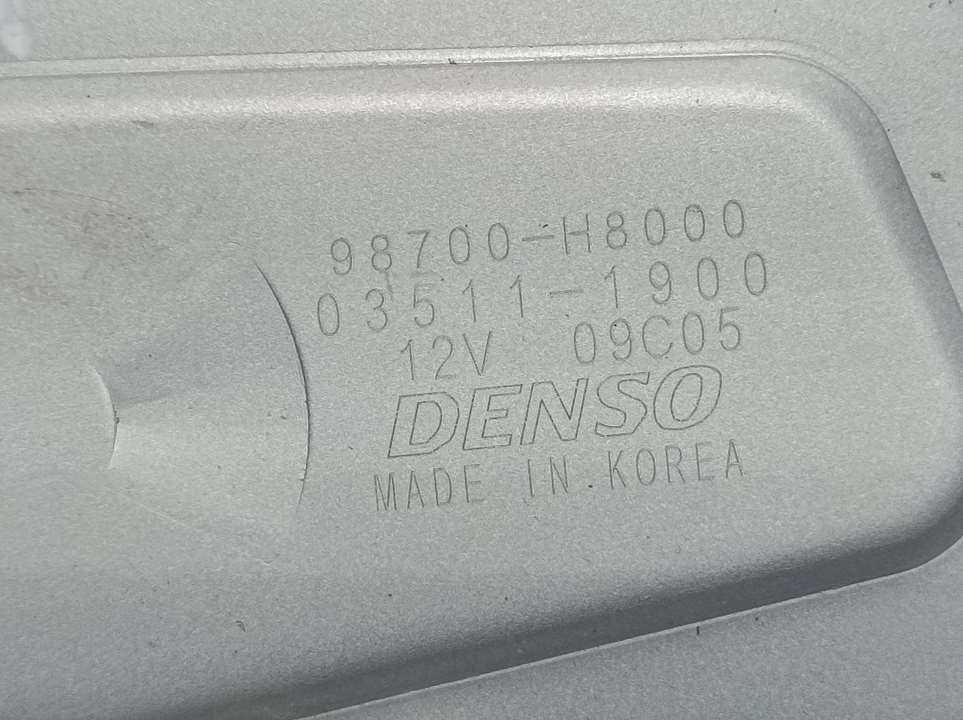 98700-H8000
03511-1900
12V 09C05
DENSO
MADE IN KOREA